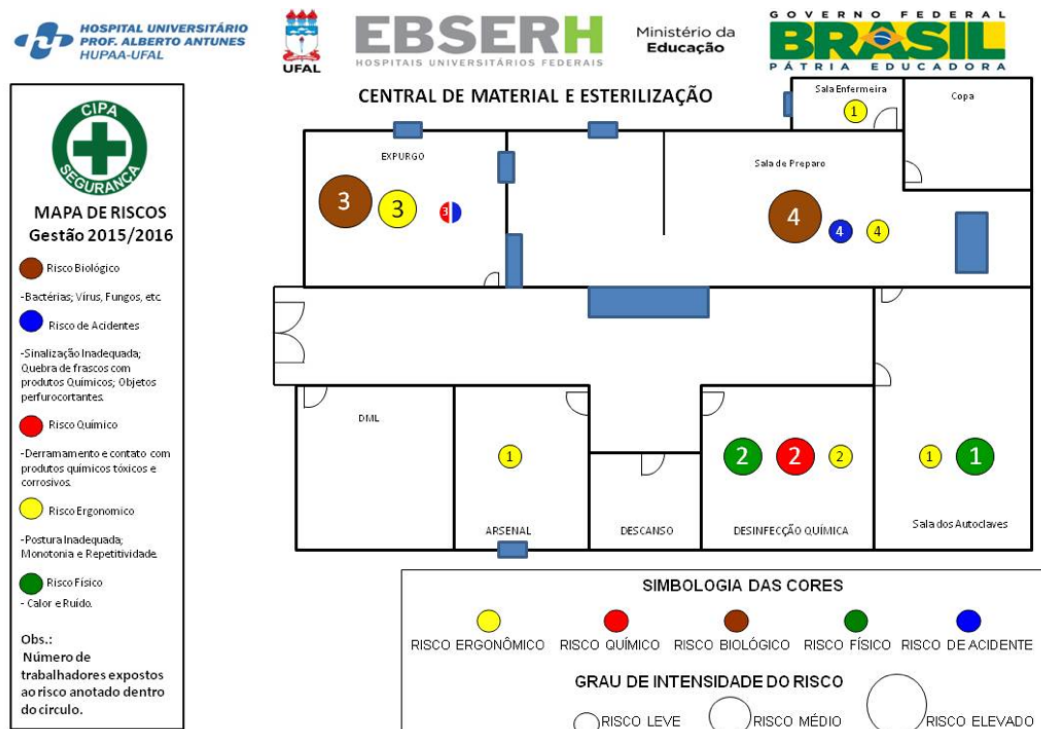 HOSPITAL UNIVERSITÁRIO
PROF. ALBERTO ANTUNES
HUPAA-UFAL
UFAL
EBSERH
HOSPITAIS UNIVERSITÁRIOS FEDERAIS
Ministério da
Educação
GOVERNO FEDERAL
BRASIL
PÁTRIA EDUCADORA
CIPA
SEGURANÇA
MAPA DE RISCOS
Gestão 2015/2016
Risco Biológico
-Bactérias; Vírus, Fungos, etc.
Risco de Acidentes
-Sinalização Inadequada;
Quebra de frascos com
produtos Químicos; Objetos
perfurocortantes.
Risco Químico
-Derramamento e contato com
produtos químicos tóxicos e
corrosivos.
Risco Ergonomico
-Postura Inadequada;
Monotonia e Repetitividade.
Risco Físico
- Calor e Ruído.
Obs.:
Número de
trabalhadores expostos
ao risco anotado dentro
do circulo.
CENTRAL DE MATERIAL E ESTERILIZAÇÃO
Sala Enfermeira
1
Copa
EXPURGO
3
3
3
Sala de Preparo
4
4
4
DML
1
ARSENAL
DESCANSO
2
2
2
DESINFECÇÃO QUÍMICA
1
1
Sala dos Autoclaves
SIMBOLOGIA DAS CORES
RISCO ERGONÔMICO
RISCO QUÍMICO
RISCO BIOLÓGICO
RISCO FÍSICO
RISCO DE ACIDENTE
GRAU DE INTENSIDADE DO RISCO
RISCO LEVE
RISCO MÉDIO
RISCO ELEVADO